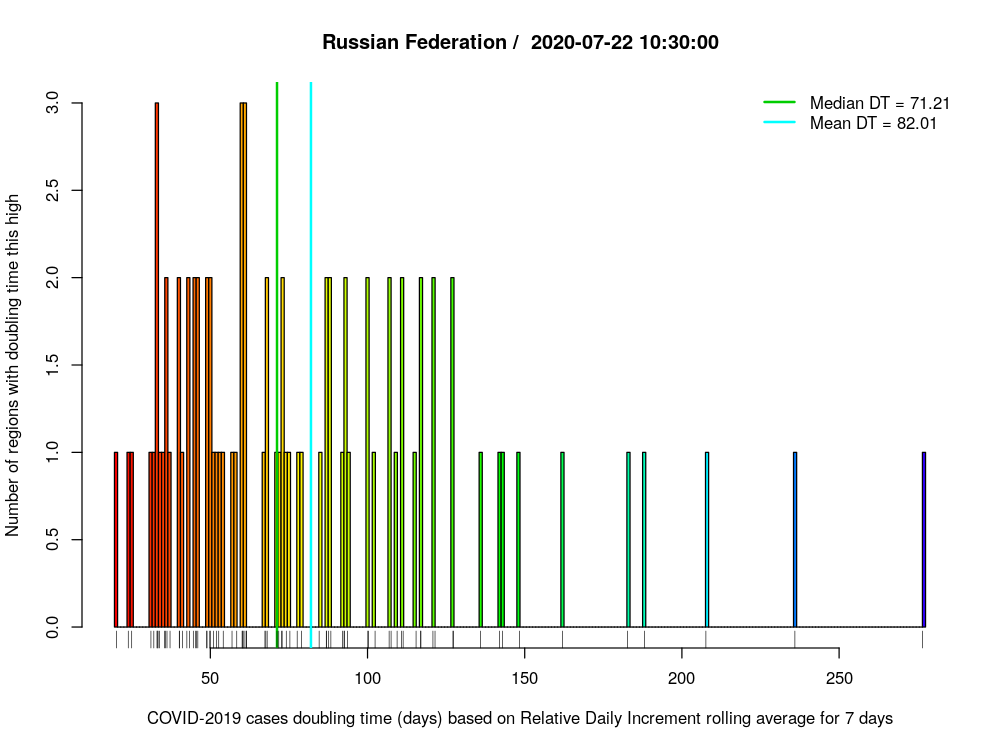 Russian Federation /  2020-07-22 10:30:00
Median DT = 71.21
Mean DT = 82.01
Number of regions with doubling time this high
3.0
2.5
2.0
1.5
1.0
0.5
0.0
50 100 150 200 250
COVID-2019 cases doubling time (days) based on Relative Daily Increment rolling average for 7 days